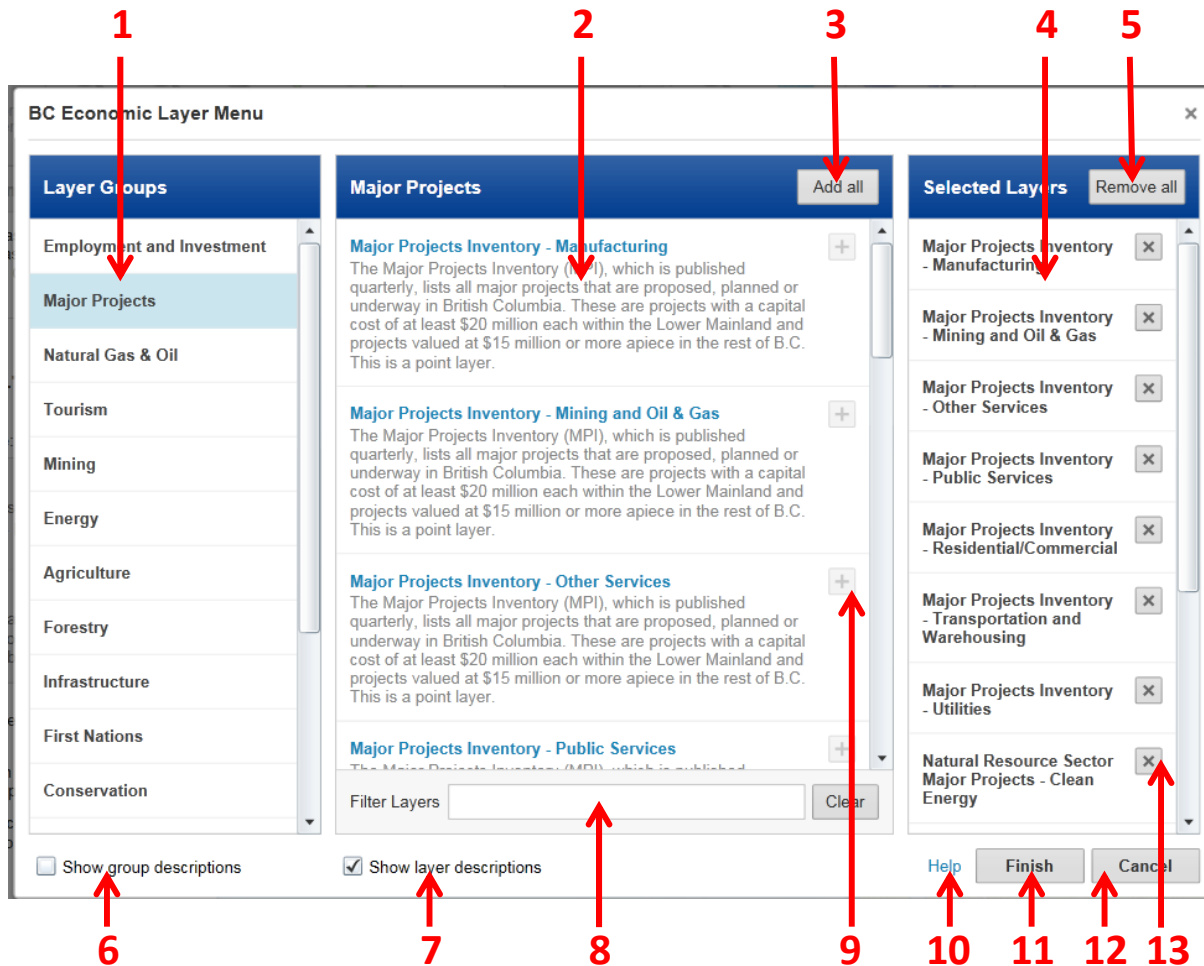 1 2 3 4 5
BC Economic Layer Menu
Layer Groups
Employment and Investment
Major Projects
Natural Gas & Oil
Tourism
Mining
Energy
Agriculture
Forestry
Infrastructure
First Nations
Conservation
Show group descriptions
Major Projects
Add all
Major Projects Inventory - Manufacturing
The Major Projects Inventory (MPI), which is published
quarterly, lists all major projects that are proposed, planned or
underway in British Columbia. These are projects with a capital
cost of at least $20 million each within the Lower Mainland and
projects valued at $15 million or more apiece in the rest of B.C.
This is a point layer.
Major Projects Inventory - Mining and Oil & Gas
The Major Projects Inventory (MPI), which is published
quarterly, lists all major projects that are proposed, planned or
underway in British Columbia. These are projects with a capital
cost of at least $20 million each within the Lower Mainland and
projects valued at $15 million or more apiece in the rest of B.C.
This is a point layer.
Major Projects Inventory - Other Services
The Major Projects Inventory (MPI), which is published
quarterly, lists all major projects that are proposed, planned or
underway in British Columbia. These are projects with a capital
cost of at least $20 million each within the Lower Mainland and
projects valued at $15 million or more apiece in the rest of B.C.
This is a point layer.
Major Projects Inventory - Public Services
The Major Projects Inventory (MPI), which is published
Filter Layers
Clear
Show layer descriptions
Selected Layers
Remove all
Major Projects Inventory
- Manufacturing
Major Projects Inventory
- Mining and Oil & Gas
Major Projects Inventory
- Other Services
Major Projects Inventory
- Public Services
Major Projects Inventory
- Residential/Commercial
Major Projects Inventory
- Transportation and
Warehousing
Major Projects Inventory
- Utilities
Natural Resource Sector
Major Projects - Clean
Energy
Help
Finish
Cancel
6 7 8 9 10 11 12 13